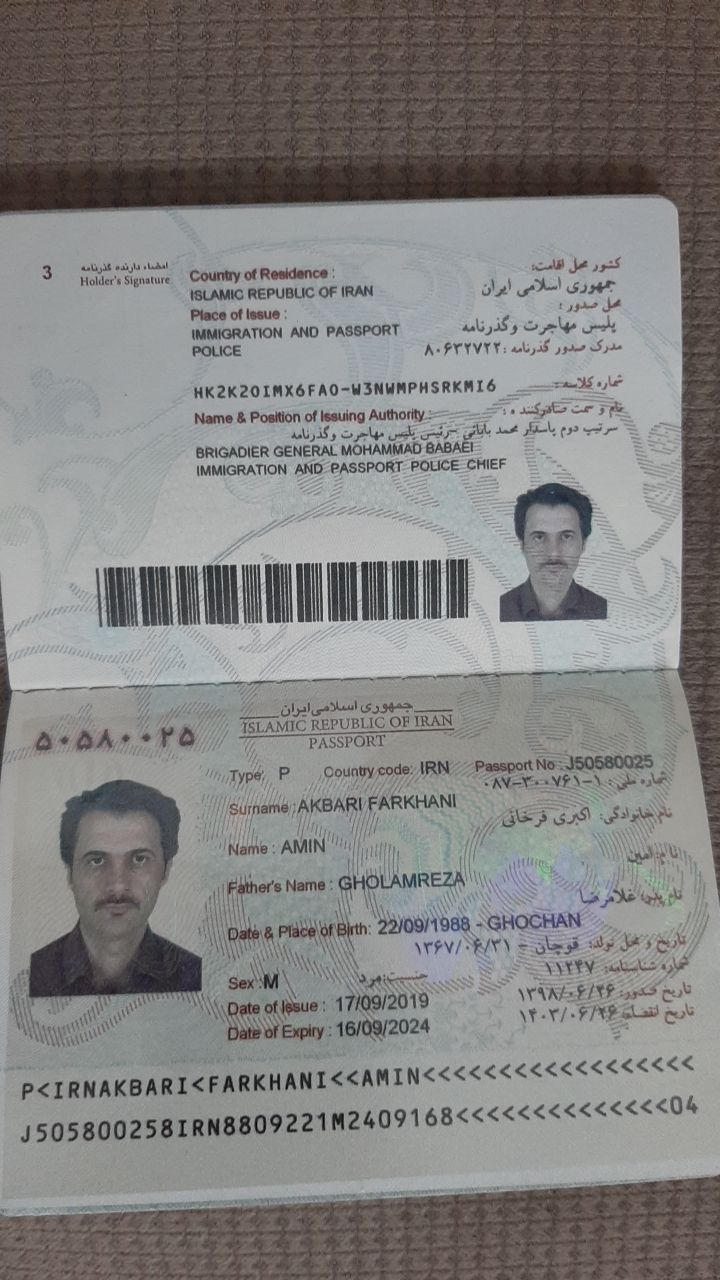 3
امضاء دارنده گذرنامه
Holder's Signature
کشور محل اقامت:
Country of Residence :
جمهوری اسلامی ایران
ISLAMIC REPUBLIC OF IRAN
محل صدور :
Place of Issue :
پلیس مهاجرت وگذرنامه
IMMIGRATION AND PASSPORT
POLICE
مدرک صدور گذرنامه : ۸۰۶۳۲۷۲۲
شماره کلاسه:
HK2K20IMX6FA0-W3NWMPHSRKMI6
نام و سمت صادرکننده :
Name & Position of Issuing Authority :
سرتیپ دوم پاسدار محمد بابائی -رئیس پلیس مهاجرت وگذرنامه
BRIGADIER GENERAL MOHAMMAD BABAEI
IMMIGRATION AND PASSPORT POLICE CHIEF
جمهوری اسلامی ایران
ISLAMIC REPUBLIC OF IRAN
PASSPORT
۵۰۵۸۰۰۲۵
Type: P Country code: IRN Passport No : J50580025
شماره ملی : ۰۸۷-۳۰۰۷۶۱-۱
Surname : AKBARI FARKHANI
نام خانوادگی: اکبری فرخانی
Name : AMIN
نام: امین
Father's Name : GHOLAMREZA
نام پدر: غلامرضا
Date & Place of Birth: 22/09/1988 - GHOCHAN
تاریخ و محل تولد: قوچان - ۱۳۶۷/۰۶/۳۱
شماره شناسنامه: ۱۱۲۴۷
Sex : M جنسیت: مرد
Date of Issue : 17/09/2019
تاریخ صدور: ۱۳۹۸/۰۶/۲۶
Date of Expiry : 16/09/2024
تاریخ انقضاء: ۱۴۰۳/۰۶/۲۶
P<IRNAKBARI<FARKHANI<<AMIN<<<<<<<<<<<<<<<<<<
J505800258IRN8809221M2409168<<<<<<<<<<<<<<04